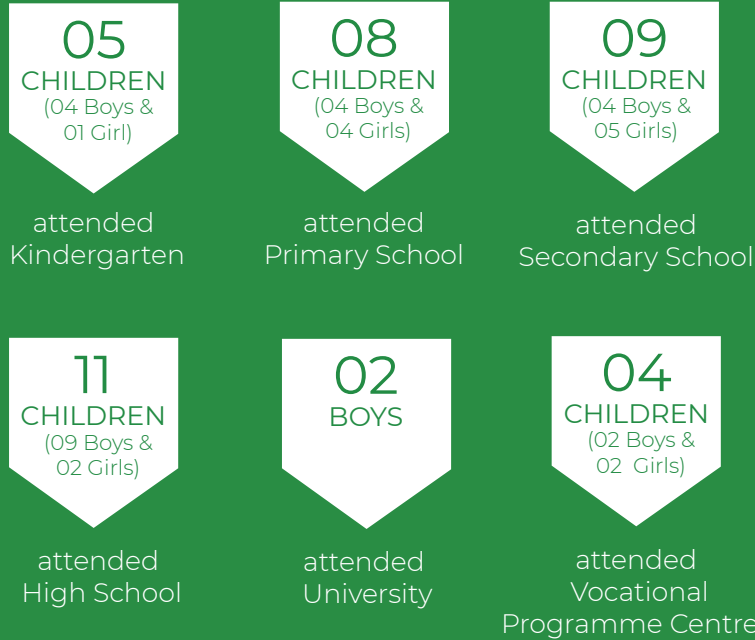 05
CHILDREN
(04 Boys &
01 Girl)
attended
Kindergarten
08
CHILDREN
(04 Boys &
04 Girls)
attended
Primary School
09
CHILDREN
(04 Boys &
05 Girls)
attended
Secondary School
11
CHILDREN
(09 Boys &
02 Girls)
attended
High School
02
BOYS
attended
University
04
CHILDREN
(02 Boys &
02 Girls)
attended
Vocational
Programme Centre